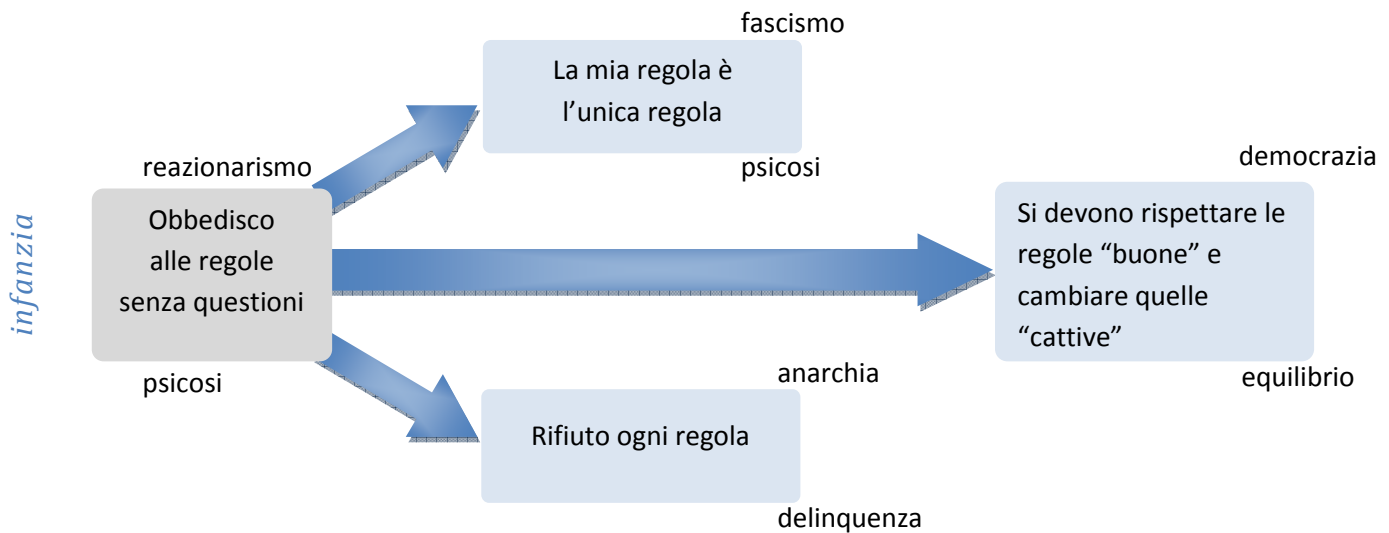 fascismo
La mia regola è
l’unica regola
psicosi
reazionarismo
Obbedisco
alle regole
senza questioni
psicosi
infanzia
democrazia
Si devono rispettare le
regole “buone” e
cambiare quelle
“cattive”
equilibrio
anarchia
Rifiuto ogni regola
delinquenza